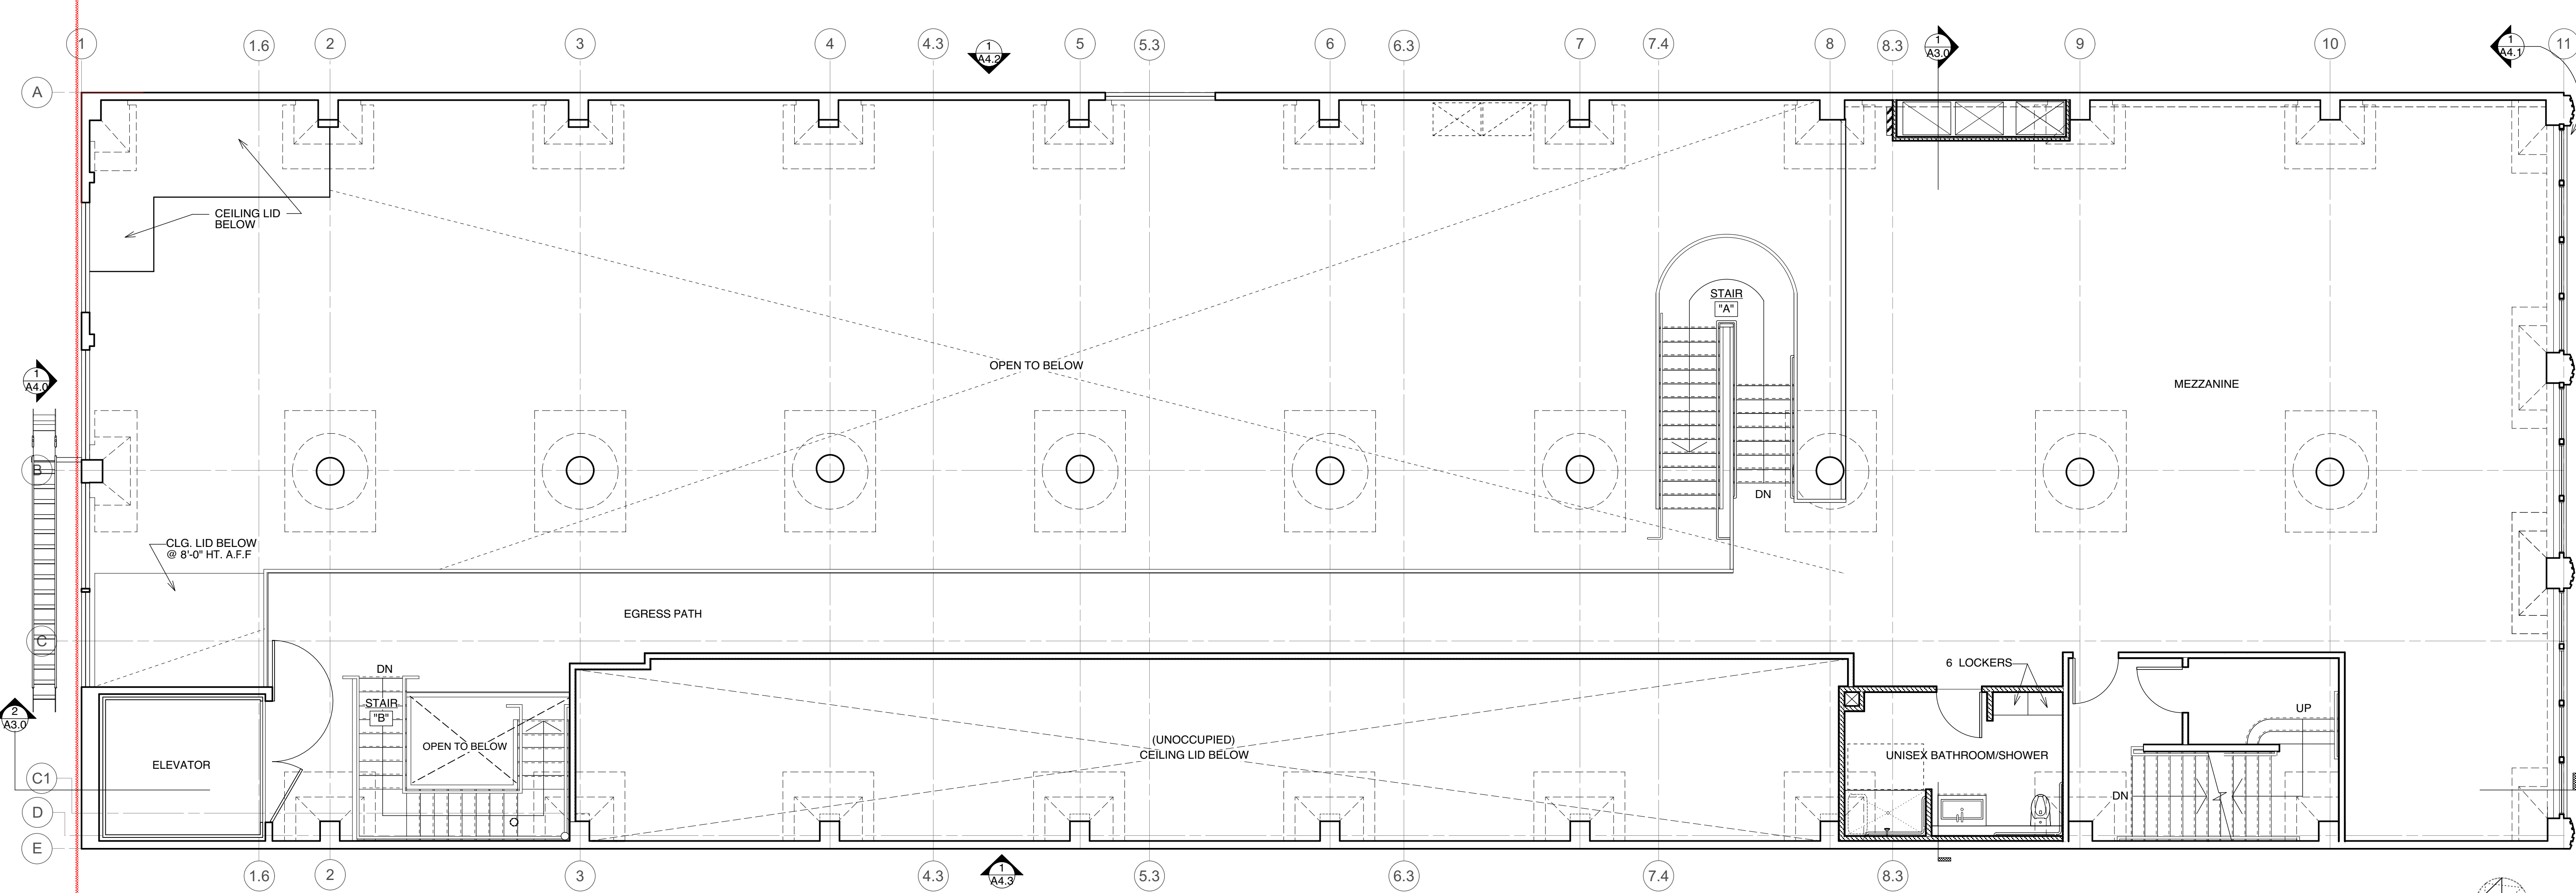 1
1.6
2
3
4
4.3
5
5.3
6
6.3
7
7.4
8
8.3
9
10
11
1
A4.2
1
A3.0
1
A4.1
A
CEILING LID
BELOW
STAIR
"A"
OPEN TO BELOW
1
A4.0
MEZZANINE
B
DN
CLG. LID BELOW
@ 8'-0" HT. A.F.F
EGRESS PATH
C
DN
STAIR
"B"
6 LOCKERS
2
A3.0
UP
OPEN TO BELOW
(UNOCCUPIED)
CEILING LID BELOW
UNISEX BATHROOM/SHOWER
ELEVATOR
C1
DN
D
E
1.6
2
3
4.3
1
A4.3
5.3
6.3
7.4
8.3